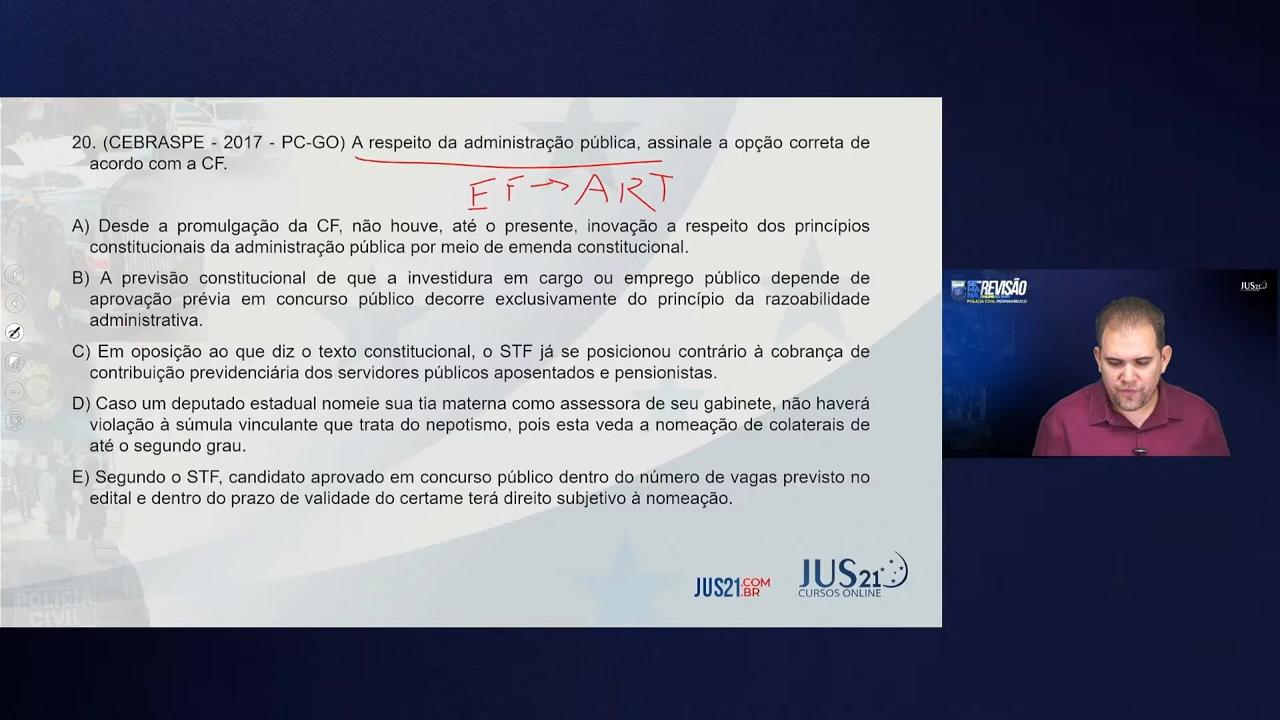 20. (CEBRASPE - 2017 - PC-GO) A respeito da administração pública, assinale a opção correta de
acordo com a CF.
EF→ART
A) Desde a promulgação da CF, não houve, até o presente, inovação a respeito dos princípios
constitucionais da administração pública por meio de emenda constitucional.
B) A previsão constitucional de que a investidura em cargo ou emprego público depende de
aprovação prévia em concurso público decorre exclusivamente do princípio da razoabilidade
administrativa.
C) Em oposição ao que diz o texto constitucional, o STF já se posicionou contrário à cobrança de
contribuição previdenciária dos servidores públicos aposentados e pensionistas.
D) Caso um deputado estadual nomeie sua tia materna como assessora de seu gabinete, não haverá
violação à súmula vinculante que trata do nepotismo, pois esta veda a nomeação de colaterais de
até o segundo grau.
E) Segundo o STF, candidato aprovado em concurso público dentro do número de vagas previsto no
edital e dentro do prazo de validade do certame terá direito subjetivo à nomeação.
JUS21.COM.BR
JUS21
CURSOS ONLINE
POLÍCIA
CIVIL
SEMANA
REVISÃO
POLÍCIA CIVIL PERNAMBUCO
JUS21